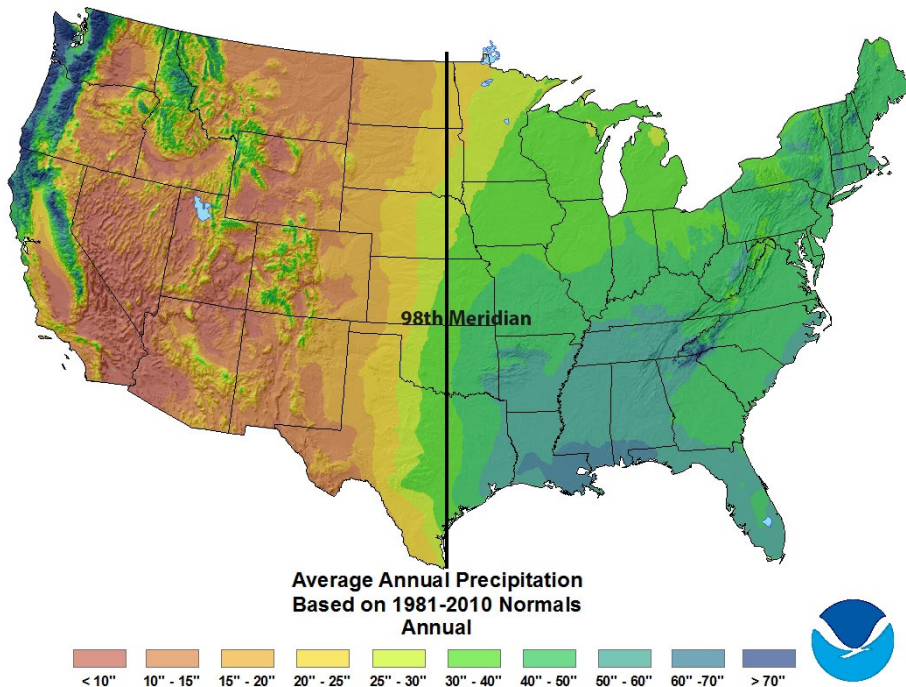 98th Meridian
Average Annual Precipitation
Based on 1981-2010 Normals
Annual
< 10" 10" - 15" 15" - 20" 20" - 25" 25" - 30" 30" - 40" 40" - 50" 50" - 60" 60" -70" > 70"